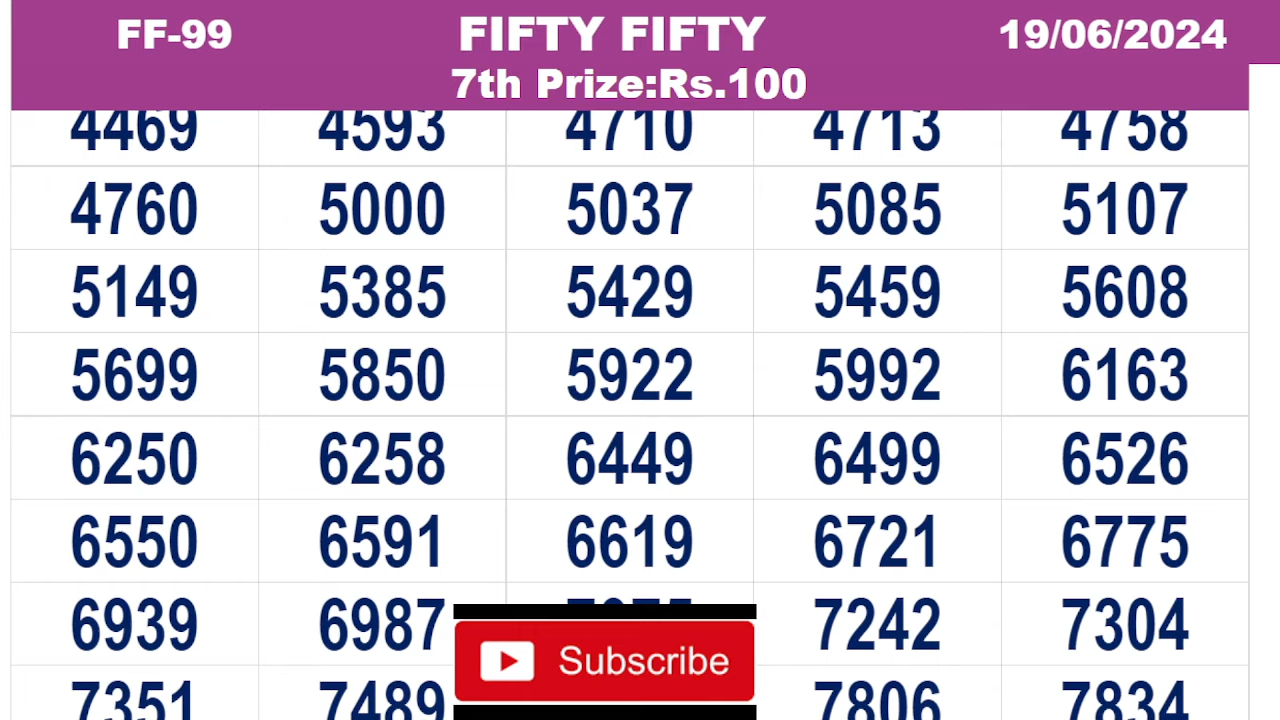 FF-99 FIFTY FIFTY 19/06/2024
7th Prize:Rs.100
4469 4593 4710 4713 4758
4760 5000 5037 5085 5107
5149 5385 5429 5459 5608
5699 5850 5922 5992 6163
6250 6258 6449 6499 6526
6550 6591 6619 6721 6775
6939 6987 7242 7304
Subscribe
7351 7489 7806 7834